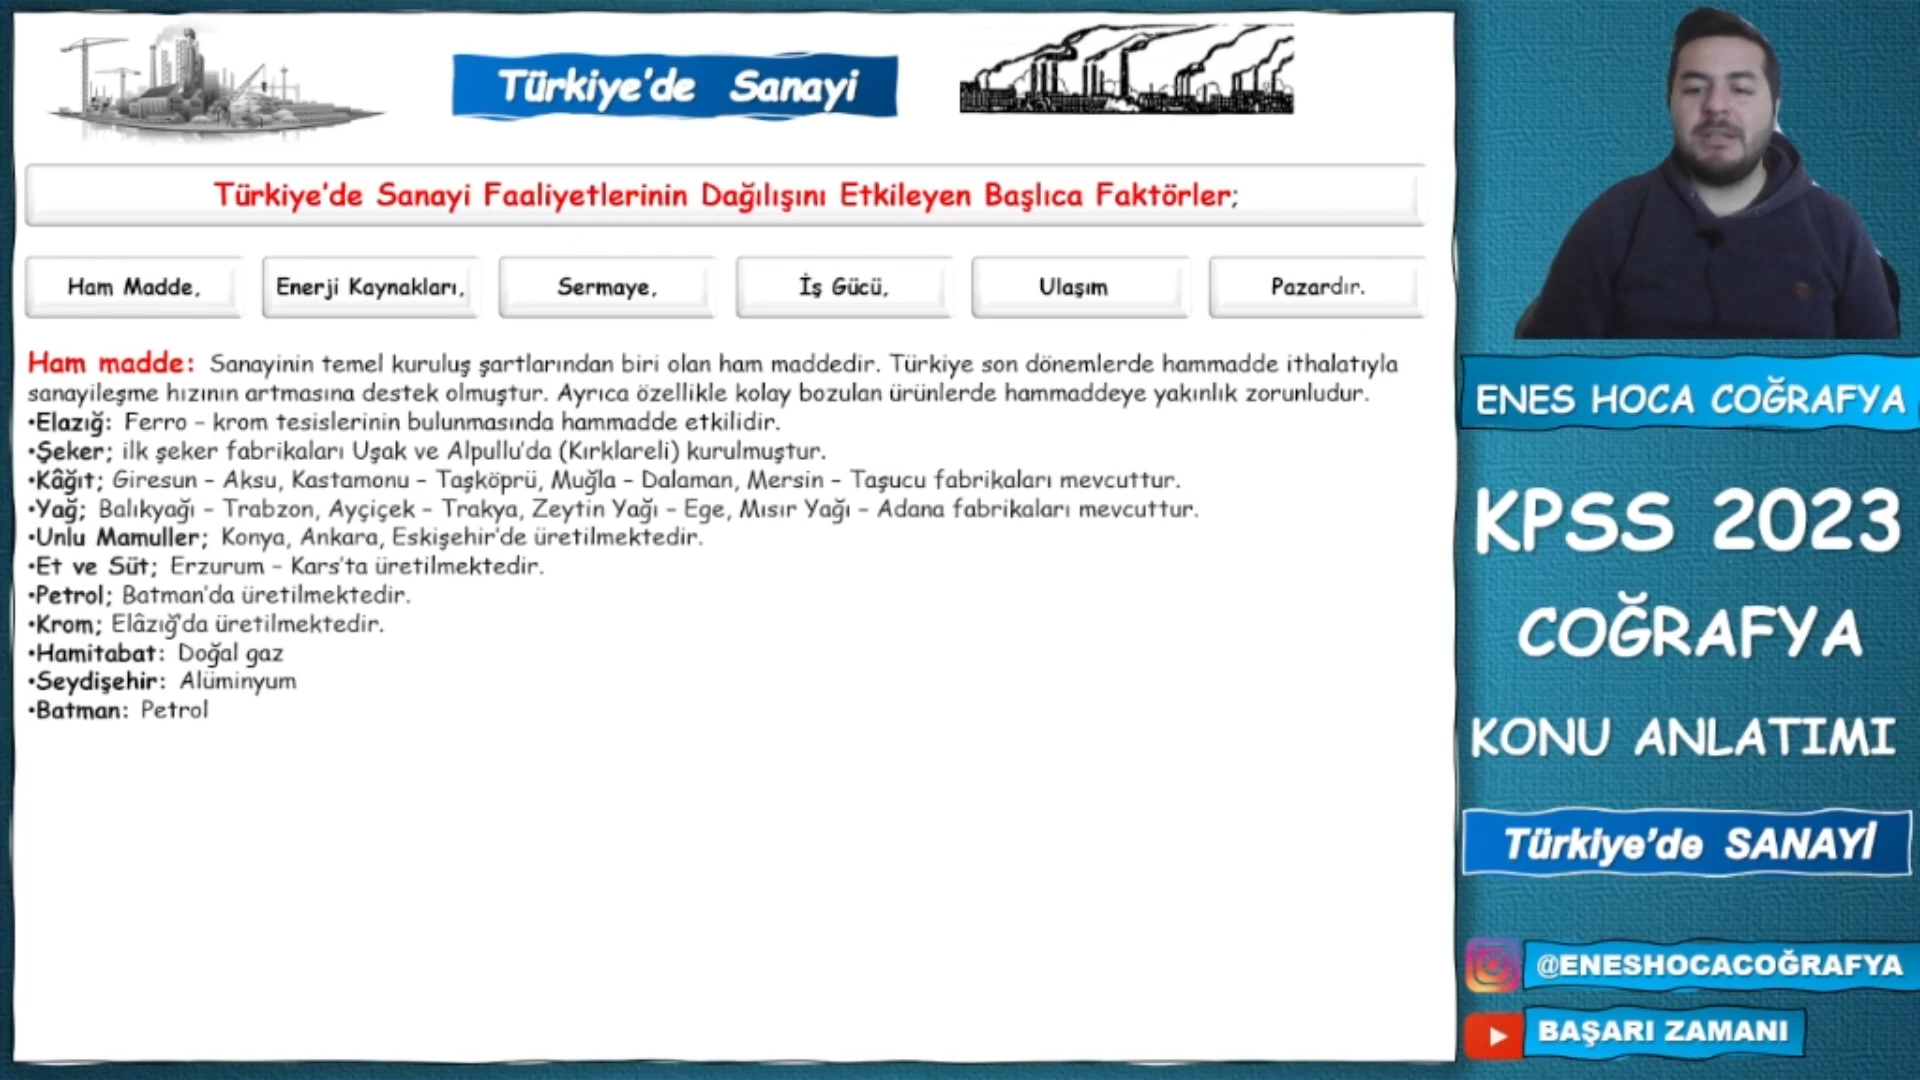 Türkiye'de Sanayi
Türkiye'de Sanayi Faaliyetlerinin Dağılışını Etkileyen Başlıca Faktörler;
Ham Madde,
Enerji Kaynakları,
Sermaye,
İş Gücü,
Ulaşım
Pazardır.
Ham madde: Sanayinin temel kuruluş şartlarından biri olan ham maddedir. Türkiye son dönemlerde hammadde ithalatıyla
sanayileşme hızının artmasına destek olmuştur. Ayrıca özellikle kolay bozulan ürünlerde hammaddeye yakınlık zorunludur.
•Elazığ: Ferro – krom tesislerinin bulunmasında hammadde etkilidir.
•Şeker; ilk şeker fabrikaları Uşak ve Alpullu'da (Kırklareli) kurulmuştur.
•Kâğıt; Giresun – Aksu, Kastamonu – Taşköprü, Muğla – Dalaman, Mersin – Taşucu fabrikaları mevcuttur.
•Yağ; Balıkyağı – Trabzon, Ayçiçek – Trakya, Zeytin Yağı – Ege, Mısır Yağı – Adana fabrikaları mevcuttur.
•Unlu Mamuller; Konya, Ankara, Eskişehir'de üretilmektedir.
•Et ve Süt; Erzurum – Kars'ta üretilmektedir.
•Petrol; Batman'da üretilmektedir.
•Krom; Elâzığ'da üretilmektedir.
•Hamitabat: Doğal gaz
•Seydişehir: Alüminyum
•Batman: Petrol
ENES HOCA COĞRAFYA
KPSS 2023
COĞRAFYA
KONU ANLATIMI
Türkiye'de SANAYİ
@ENESHOCACOĞRAFYA
BAŞARI ZAMANI